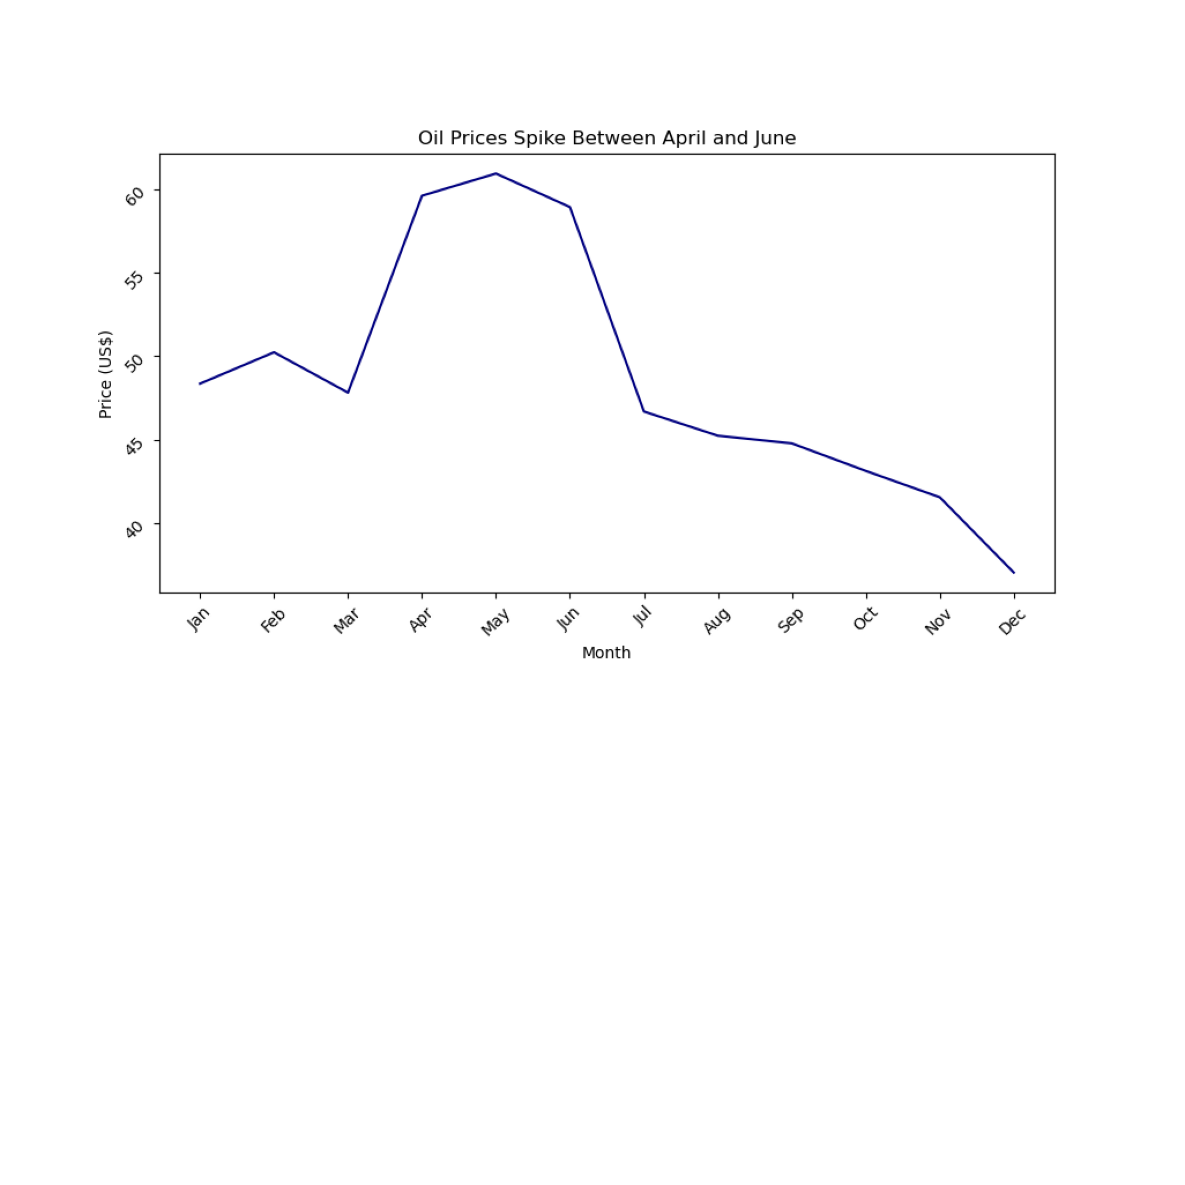 Oil Prices Spike Between April and June
Price (US$)
60
55
50
45
40
Jan Feb Mar Apr May Jun Jul Aug Sep Oct Nov Dec
Month